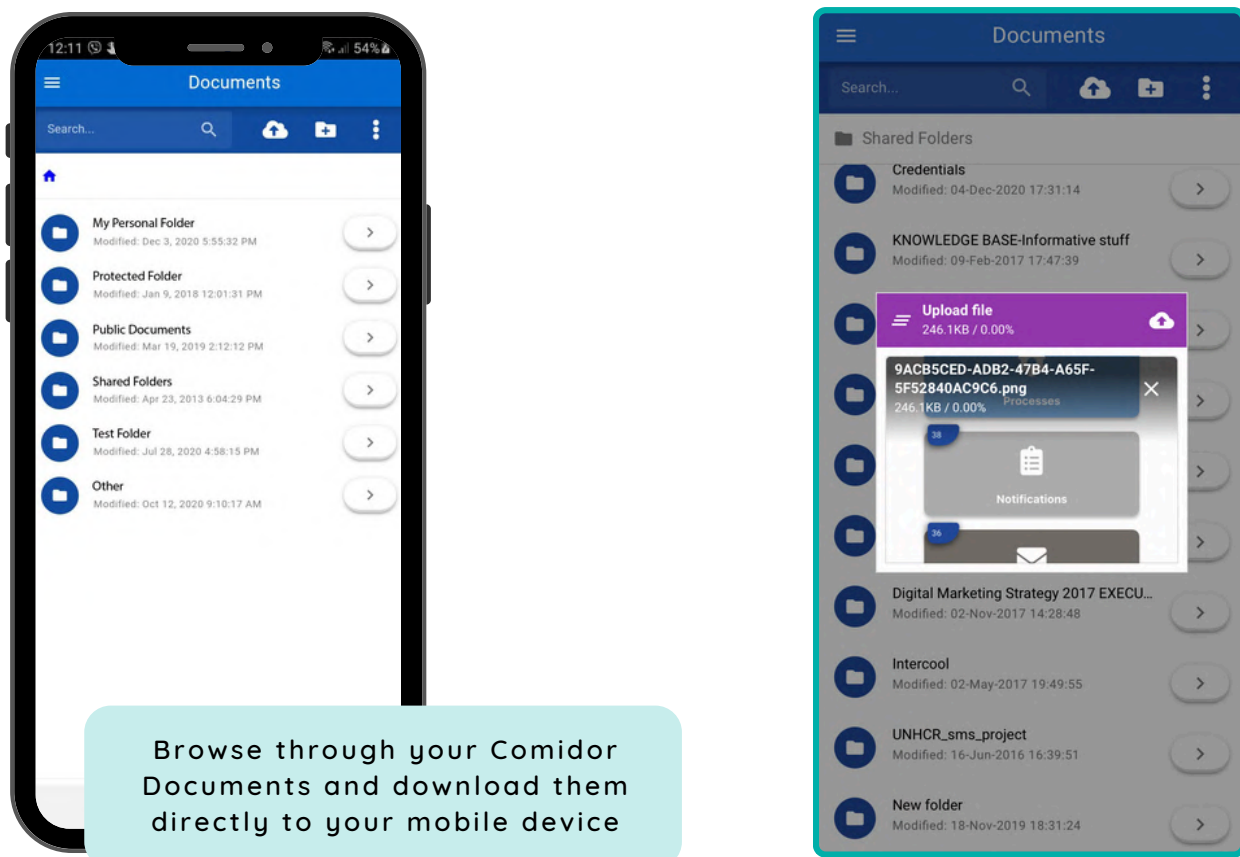 12:11
54%
Documents
Search...
My Personal Folder
Modified: Dec 3, 2020 5:55:32 PM
Protected Folder
Modified: Jan 9, 2018 12:01:31 PM
Public Documents
Modified: Mar 19, 2019 2:12:12 PM
Shared Folders
Modified: Apr 23, 2013 6:04:29 PM
Test Folder
Modified: Jul 28, 2020 4:58:15 PM
Other
Modified: Oct 12, 2020 9:10:17 AM
Browse through your Comidor
Documents and download them
directly to your mobile device
Documents
Search...
Shared Folders
Credentials
Modified: 04-Dec-2020 17:31:14
KNOWLEDGE BASE-Informative stuff
Modified: 09-Feb-2017 17:47:39
Upload file
246.1KB / 0.00%
9ACB5CED-ADB2-47B4-A65F-
5F52840AC9C6.png
246.1KB / 0.00%
Processes
38
Notifications
36
Digital Marketing Strategy 2017 EXECU...
Modified: 02-Nov-2017 14:28:48
Intercool
Modified: 02-May-2017 19:49:55
UNHCR_sms_project
Modified: 16-Jun-2016 16:39:51
New folder
Modified: 18-Nov-2019 18:31:24